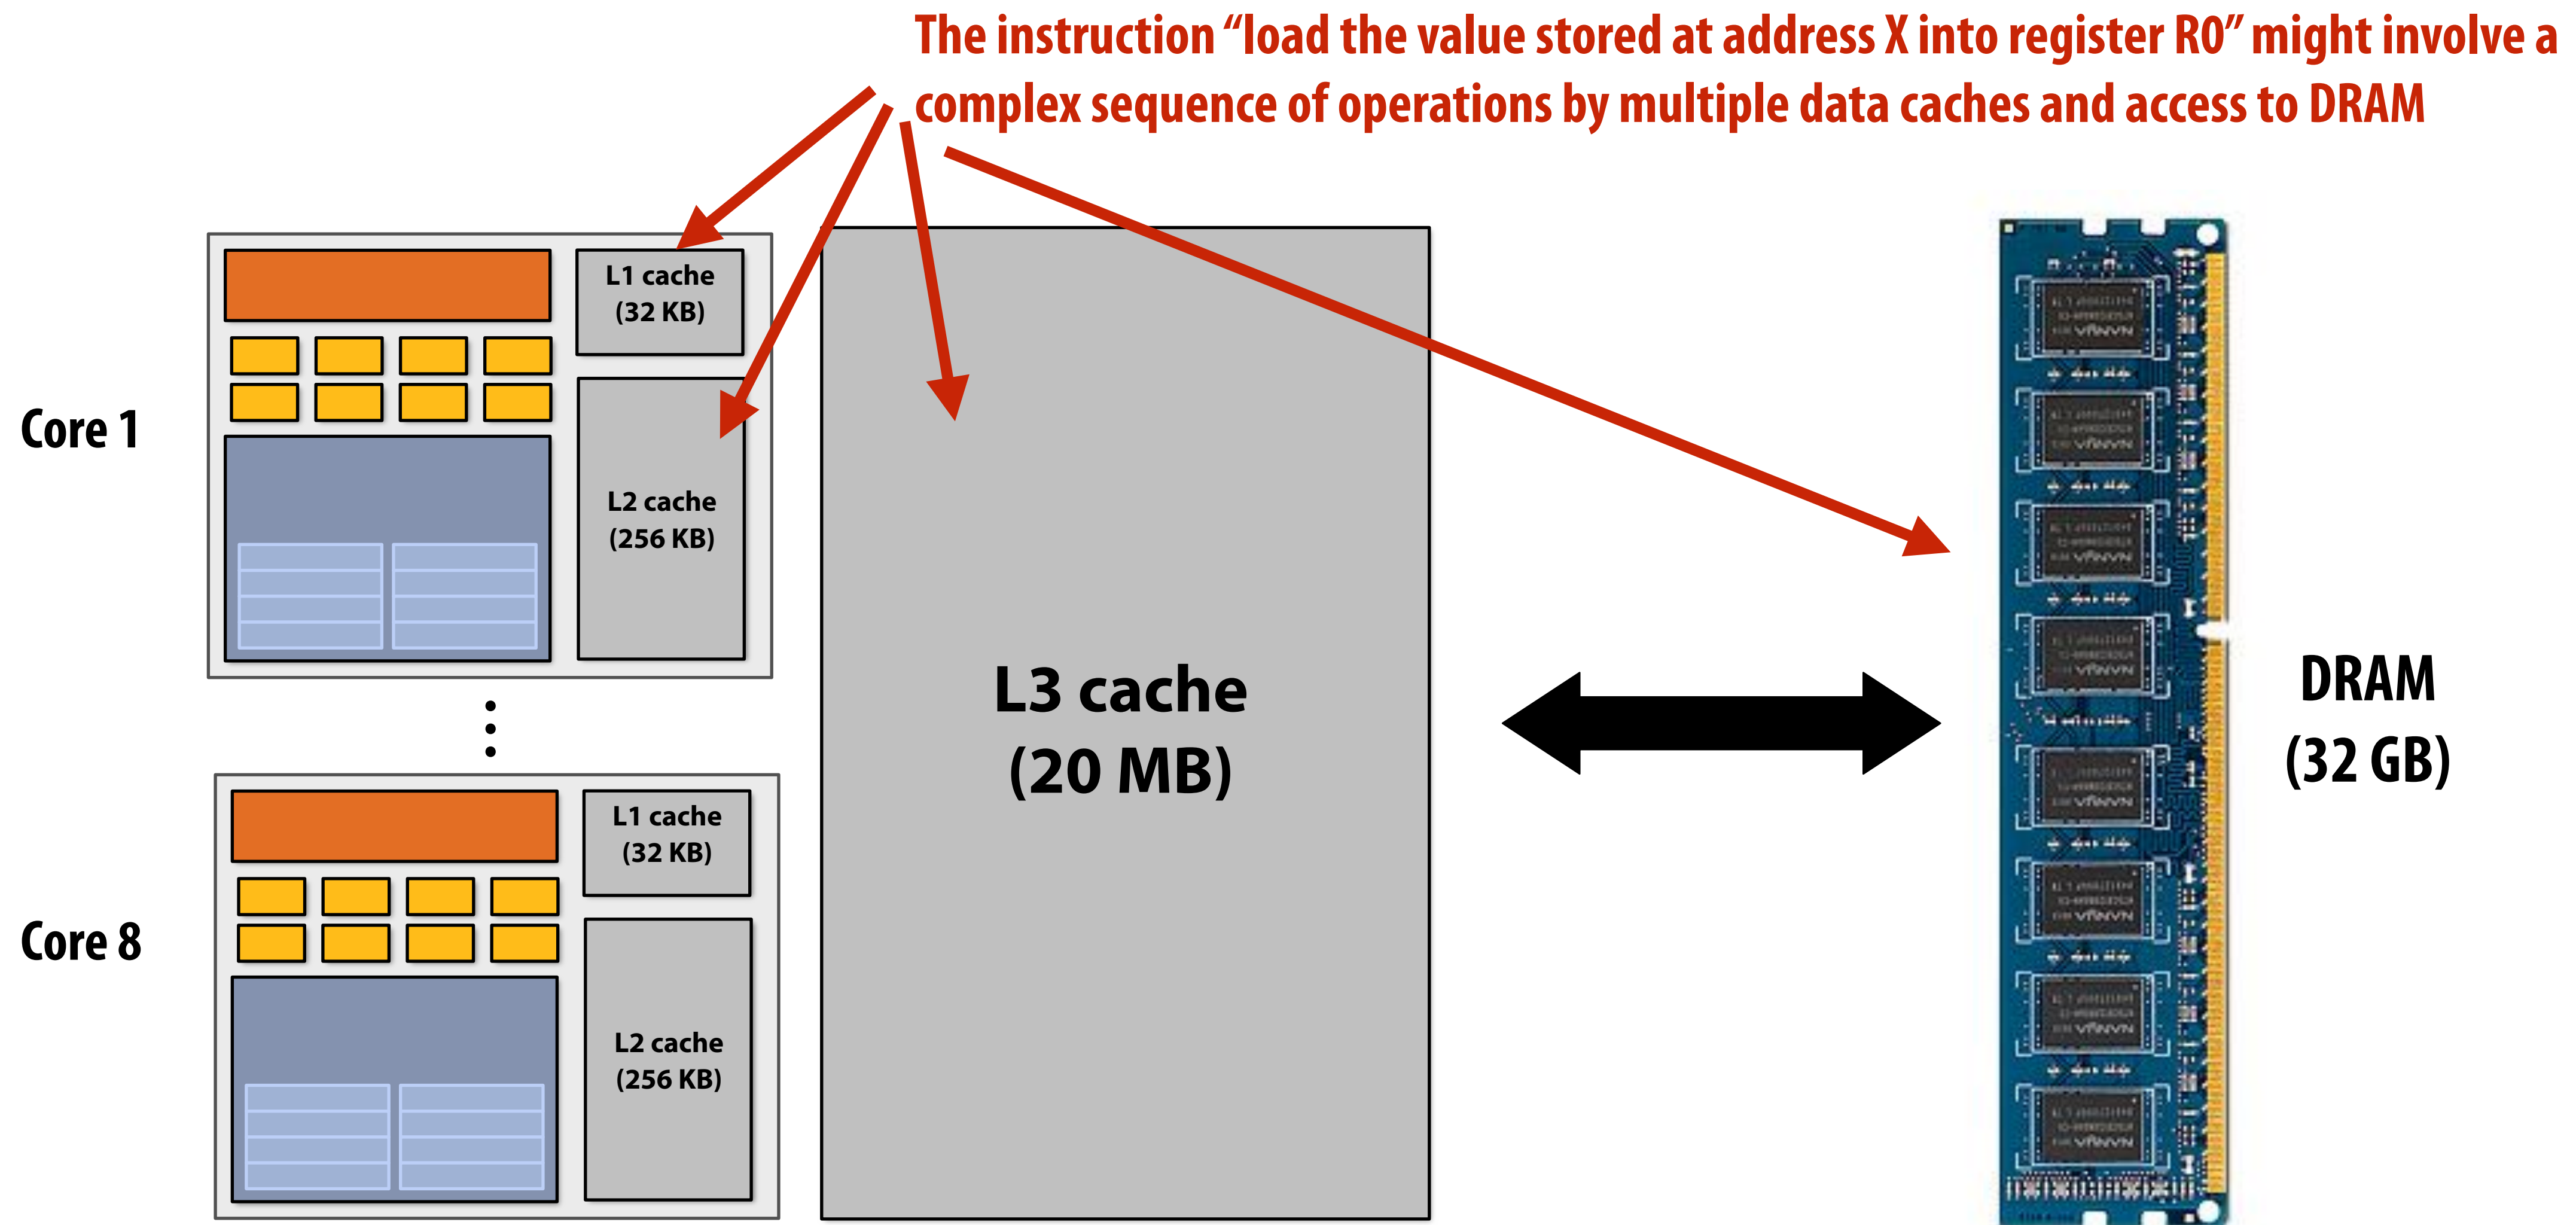 The instruction “load the value stored at address X into register R0” might involve a
complex sequence of operations by multiple data caches and access to DRAM
Core 1
L1 cache
(32 KB)
L2 cache
(256 KB)
L3 cache
(20 MB)
DRAM
(32 GB)
Core 8
L1 cache
(32 KB)
L2 cache
(256 KB)